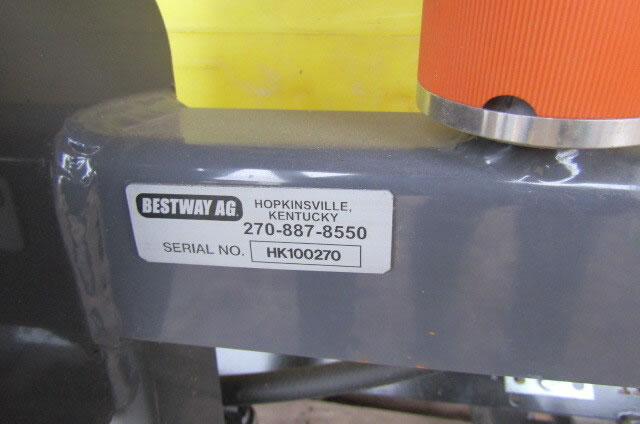 BESTWAY AG.
HOPKINSVILLE,
KENTUCKY
270-887-8550
SERIAL NO. HK100270